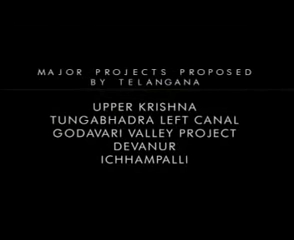 MAJOR PROJECTS PROPOSED
BY TELANGANA
UPPER KRISHNA
TUNGABHADRA LEFT CANAL
GODAVARI VALLEY PROJECT
DEVANUR
ICHHAMPALLI